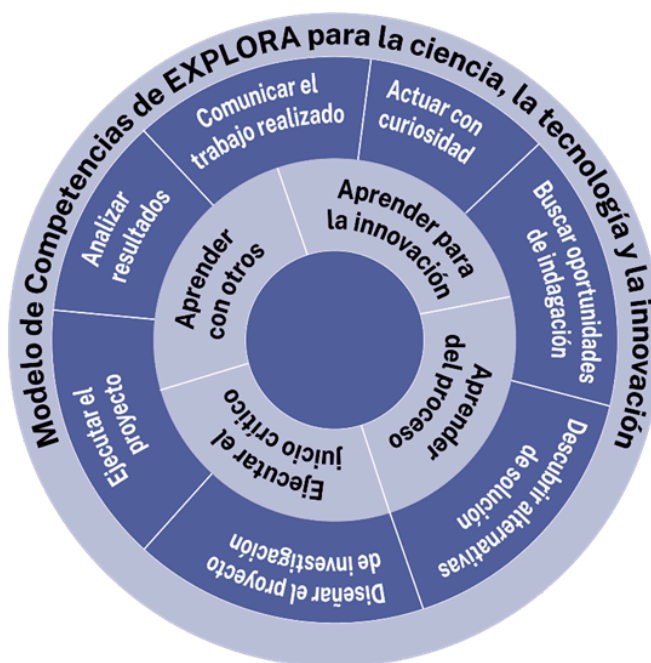 Modelo de Competencias de EXPLORA para la ciencia, la tecnología y la innovación
Actuar con
curiosidad
Buscar oportunidades
de indagación
Descubrir alternativas
de solución
Diseñar el proyecto
de investigación
Ejecutar el
proyecto
Analizar
resultados
Comunicar el
trabajo realizado
Aprender para
la innovación
Aprender
del proceso
Ejecutar el
juicio crítico
Aprender
con otros